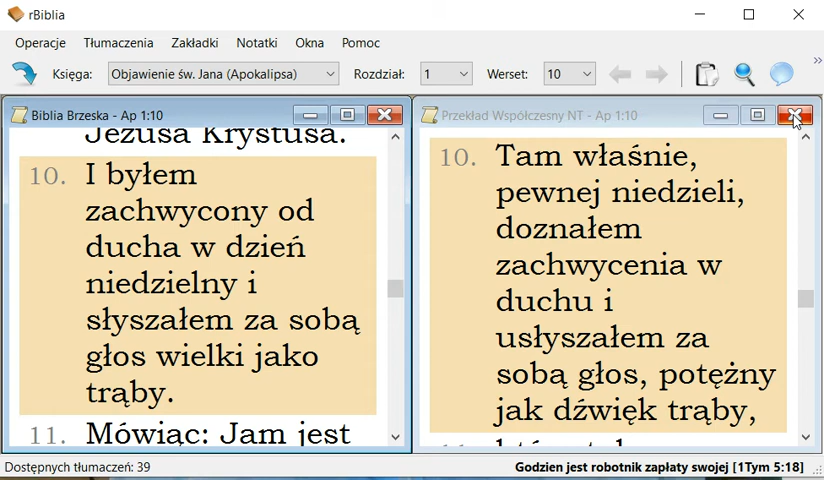 rBiblia
Operacje Tłumaczenia Zakładki Notatki Okna Pomoc
Księga: Objawienie św. Jana (Apokalipsa) Rozdział: 1 Werset: 10
Biblia Brzeska - Ap 1:10
Jezusa Krystusa.
10. I byłem
zachwycony od
ducha w dzień
niedzielny i
słyszałem za sobą
głos wielki jako
trąby.
11. Mówiąc: Jam jest
Przekład Współczesny NT - Ap 1:10
10. Tam właśnie,
pewnej niedzieli,
doznałem
zachwycenia w
duchu i
usłyszałem za
sobą głos, potężny
jak dźwięk trąby,
Dostępnych tłumaczeń: 39
Godzien jest robotnik zapłaty swojej [1Tym 5:18]